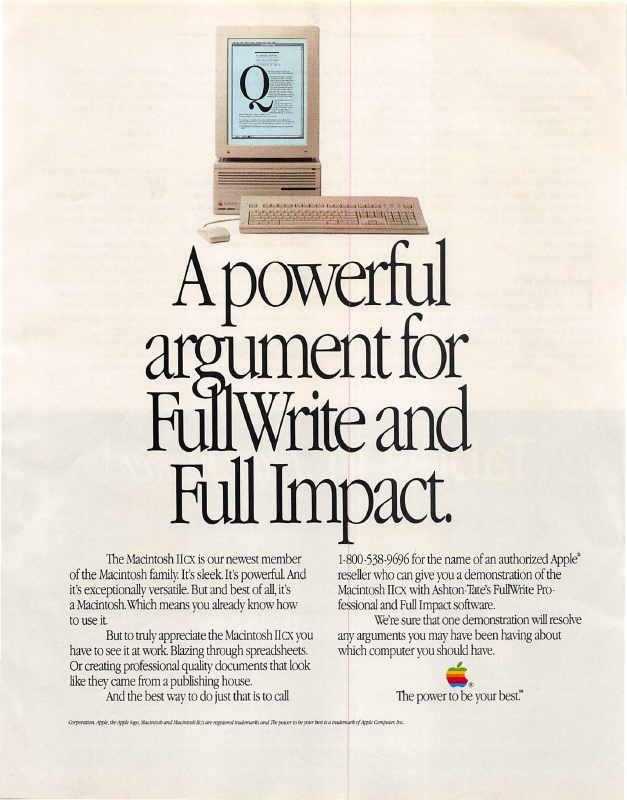 Q
A powerful
argument for
FullWrite and
Full Impact.
The Macintosh IIcx is our newest member
of the Macintosh family. It's sleek. It's powerful. And
it's exceptionally versatile. But and best of all, it's
a Macintosh. Which means you already know how
to use it.
But to truly appreciate the Macintosh IIcx you
have to see it at work. Blazing through spreadsheets.
Or creating professional quality documents that look
like they came from a publishing house.
And the best way to do just that is to call
1-800-538-9696 for the name of an authorized Apple®
reseller who can give you a demonstration of the
Macintosh IIcx with Ashton-Tate's FullWrite Pro-
fessional and Full Impact software.
We're sure that one demonstration will resolve
any arguments you may have been having about
which computer you should have.
®
The power to be your best.™
Corporation. Apple, the Apple logo, Macintosh and Macintosh IIcx are registered trademarks and The power to be your best is a trademark of Apple Computer, Inc.